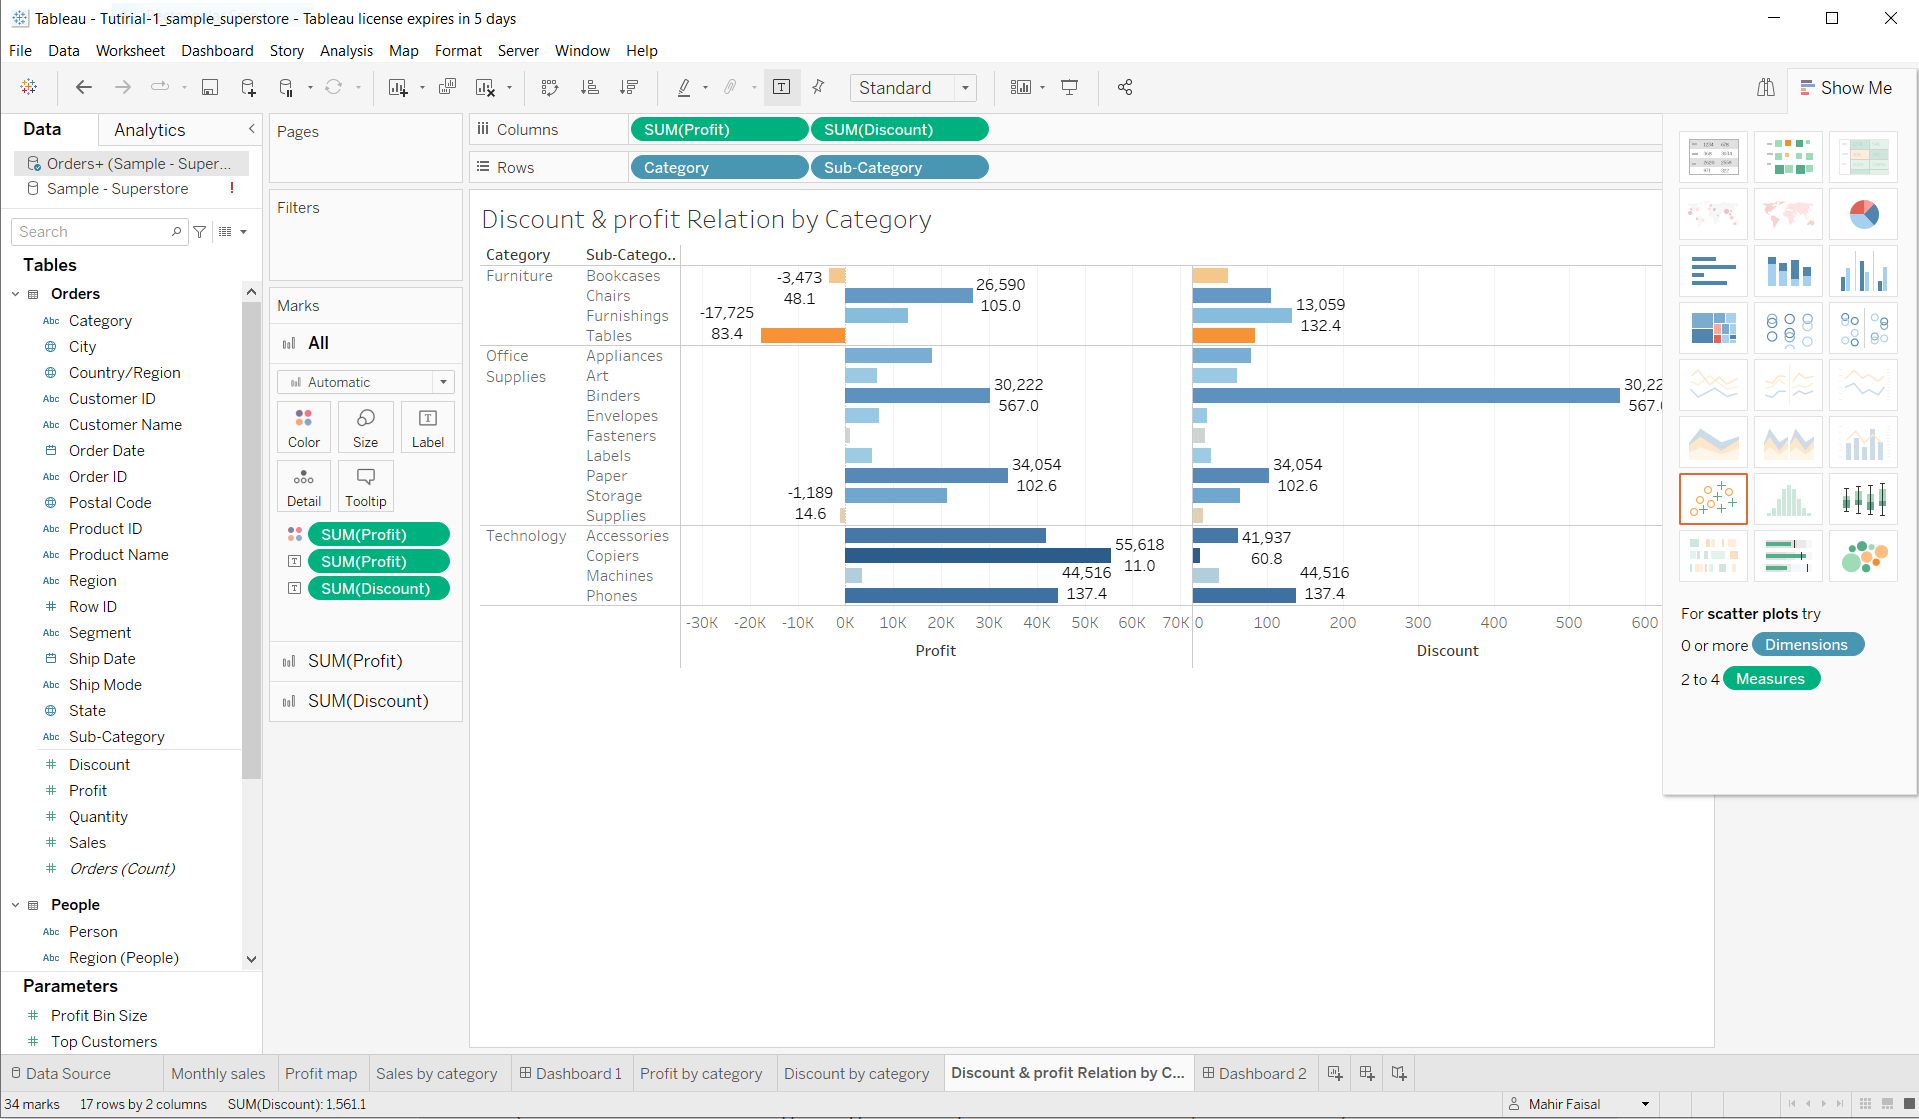 Tableau - Tutirial-1_sample_superstore - Tableau license expires in 5 days
File Data Worksheet Dashboard Story Analysis Map Format Server Window Help
Standard
Show Me
Data Analytics
Orders+ (Sample - Super...
Sample - Superstore !
Search
Tables
Orders
Abc Category
City
Country/Region
Abc Customer ID
Abc Customer Name
Order Date
Abc Order ID
Postal Code
Abc Product ID
Abc Product Name
Abc Region
# Row ID
Abc Segment
Ship Date
Abc Ship Mode
State
Abc Sub-Category
# Discount
# Profit
# Quantity
# Sales
# Orders (Count)
People
Abc Person
Abc Region (People)
Parameters
# Profit Bin Size
# Top Customers
Pages
Filters
Marks
All
Automatic
Color Size Label
Detail Tooltip
SUM(Profit)
SUM(Profit)
SUM(Discount)
SUM(Profit)
SUM(Discount)
Columns SUM(Profit) SUM(Discount)
Rows Category Sub-Category
Discount & profit Relation by Category
Category Sub-Catego..
Furniture Bookcases -3,473
48.1
Chairs 26,590
105.0
Furnishings 13,059
132.4
Tables -17,725
83.4
Office Supplies Appliances
Art
Binders 30,222
567.0
30,22
567.
Envelopes
Fasteners
Labels
Paper 34,054
102.6
34,054
102.6
Storage
Supplies -1,189
14.6
Technology Accessories 41,937
60.8
Copiers 55,618
11.0
Machines
Phones 44,516
137.4
44,516
137.4
-30K -20K -10K 0K 10K 20K 30K 40K 50K 60K 70K 0 100 200 300 400 500 600
Profit Discount
For scatter plots try
0 or more Dimensions
2 to 4 Measures
Data Source Monthly sales Profit map Sales by category Dashboard 1 Profit by category Discount by category Discount & profit Relation by C... Dashboard 2
34 marks 17 rows by 2 columns SUM(Discount): 1,561.1 Mahir Faisal